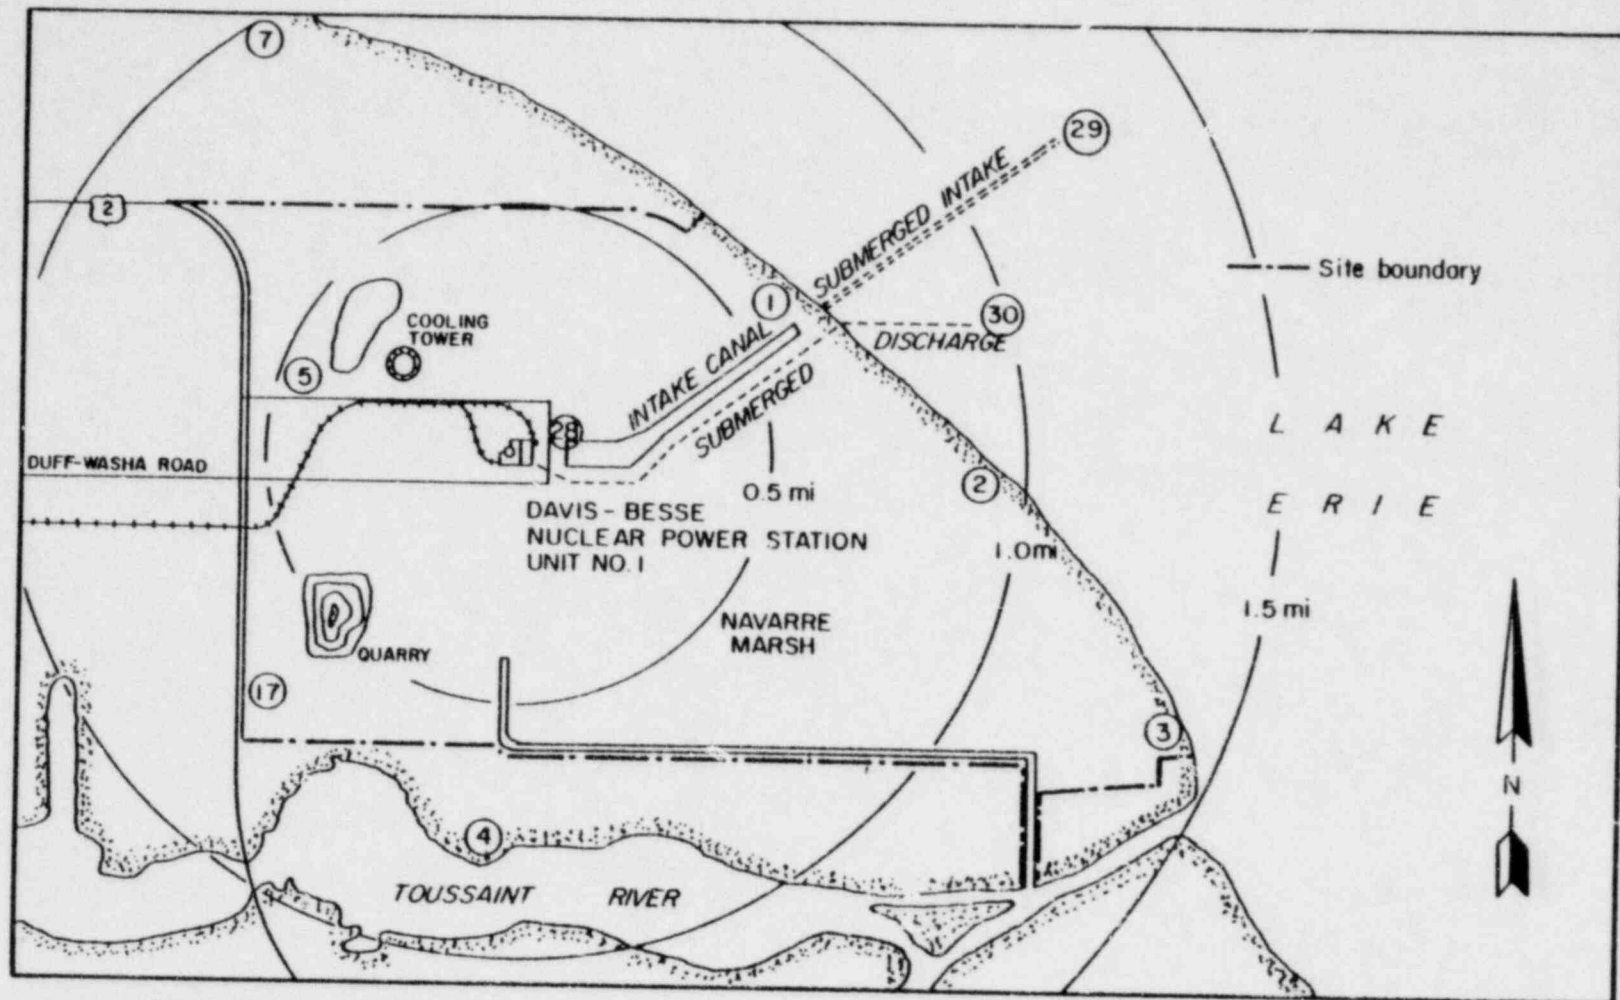 7
29
2
SUBMERGED INTAKE
Site boundary
1
30
COOLING
TOWER
DISCHARGE
5
INTAKE CANAL
SUBMERGED
28
LAKE
ERIE
DUFF-WASHA ROAD
2
0.5 mi
DAVIS-BESSE
NUCLEAR POWER STATION
UNIT NO. 1
1.0 mi
1.5 mi
NAVARRE
MARSH
QUARRY
17
3
N
4
TOUSSAINT RIVER